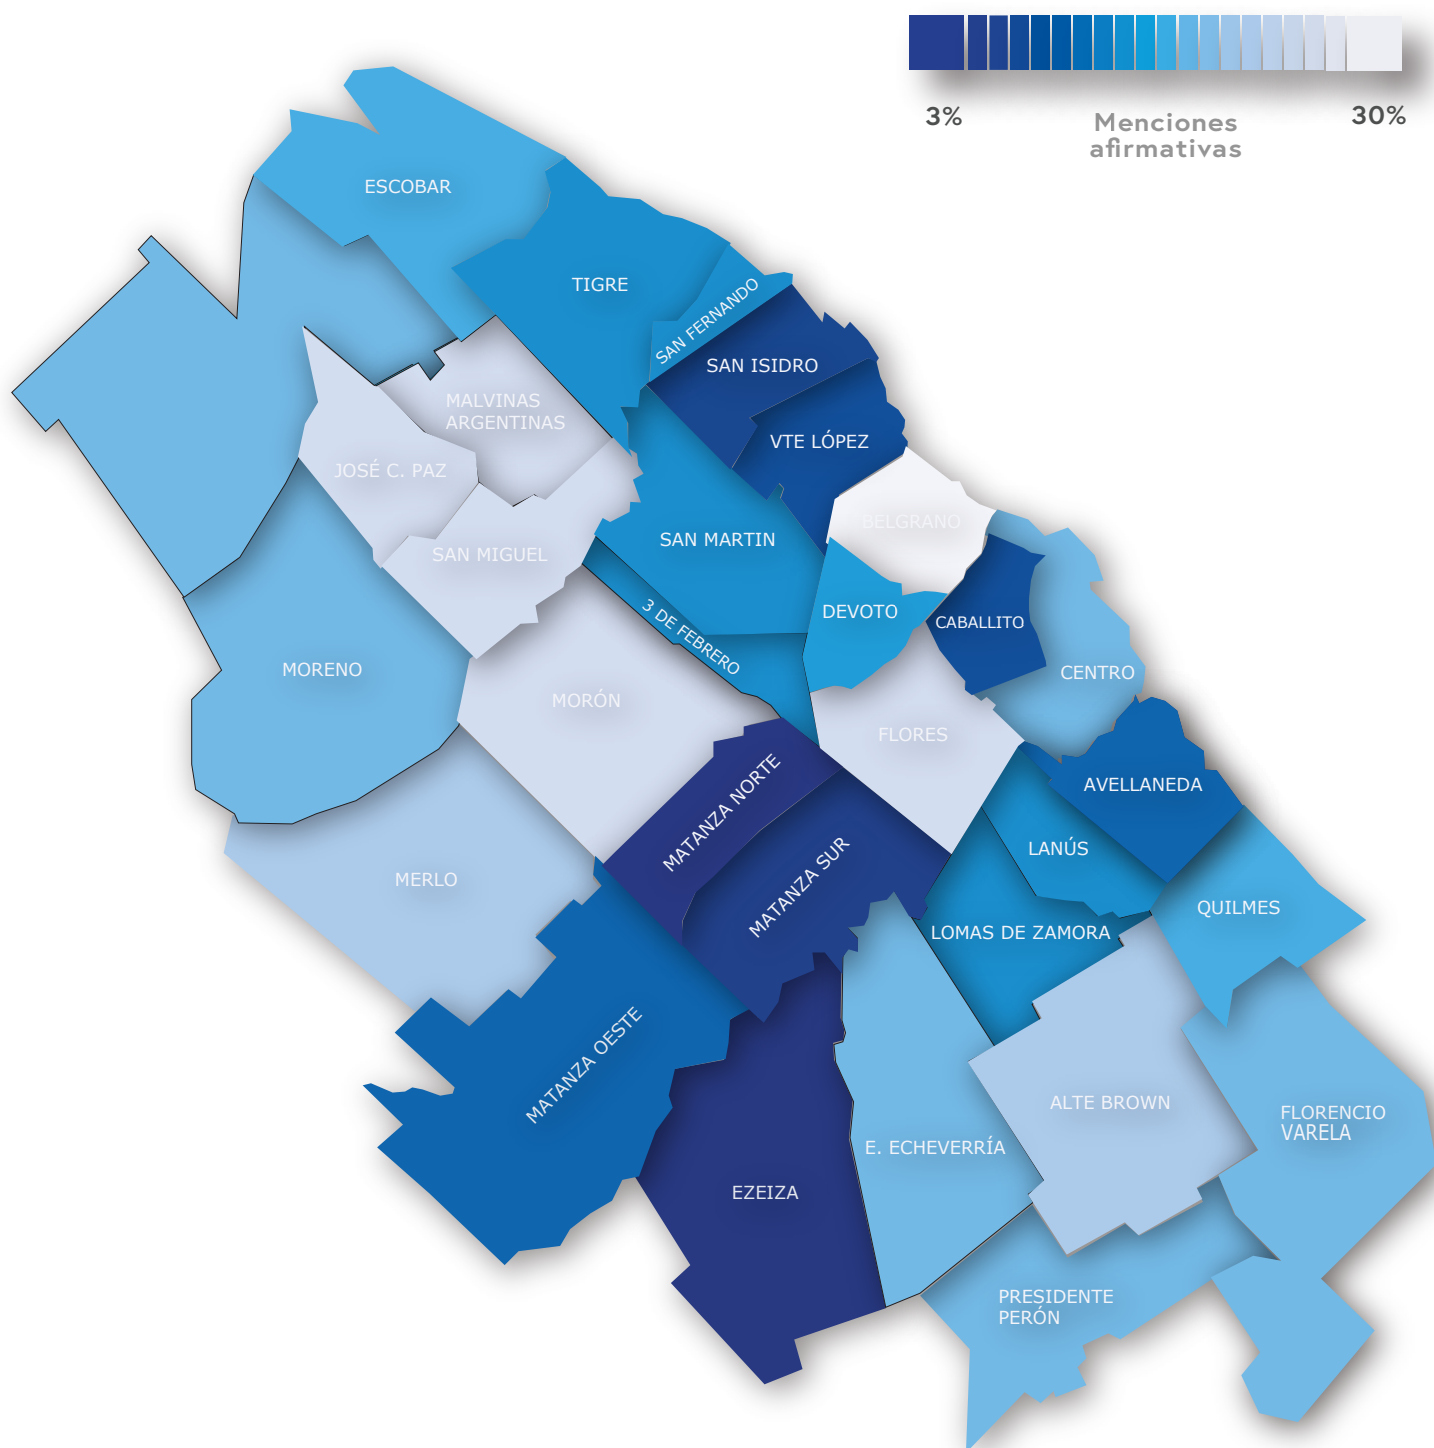 3%
30%
Menciones
afirmativas
ESCOBAR
TIGRE
SAN FERNANDO
SAN ISIDRO
MALVINAS
ARGENTINAS
VTE LÓPEZ
JOSÉ C. PAZ
BELGRANO
SAN MARTIN
SAN MIGUEL
DEVOTO
CABALLITO
3 DE FEBRERO
MORENO
CENTRO
MORÓN
FLORES
AVELLANEDA
MATANZA NORTE
LANÚS
MERLO
MATANZA SUR
QUILMES
LOMAS DE ZAMORA
MATANZA OESTE
ALTE BROWN
FLORENCIO
VARELA
E. ECHEVERRÍA
EZEIZA
PRESIDENTE
PERÓN